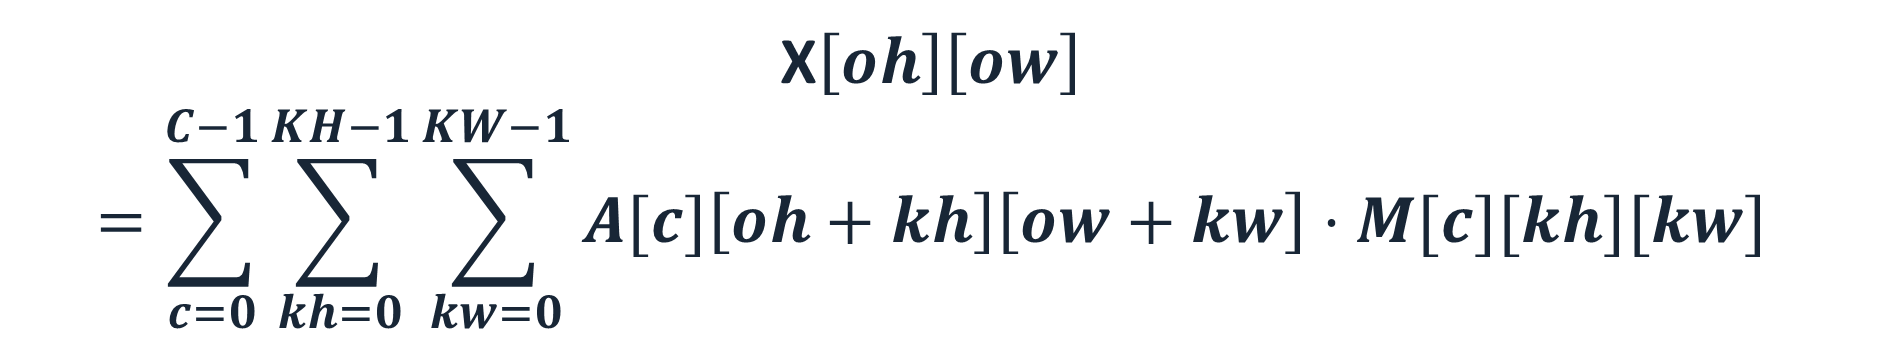 X[oh][ow]
C−1 KH−1 KW−1
= ∑ ∑ ∑ A[c][oh + kh][ow + kw] · M[c][kh][kw]
c=0 kh=0 kw=0